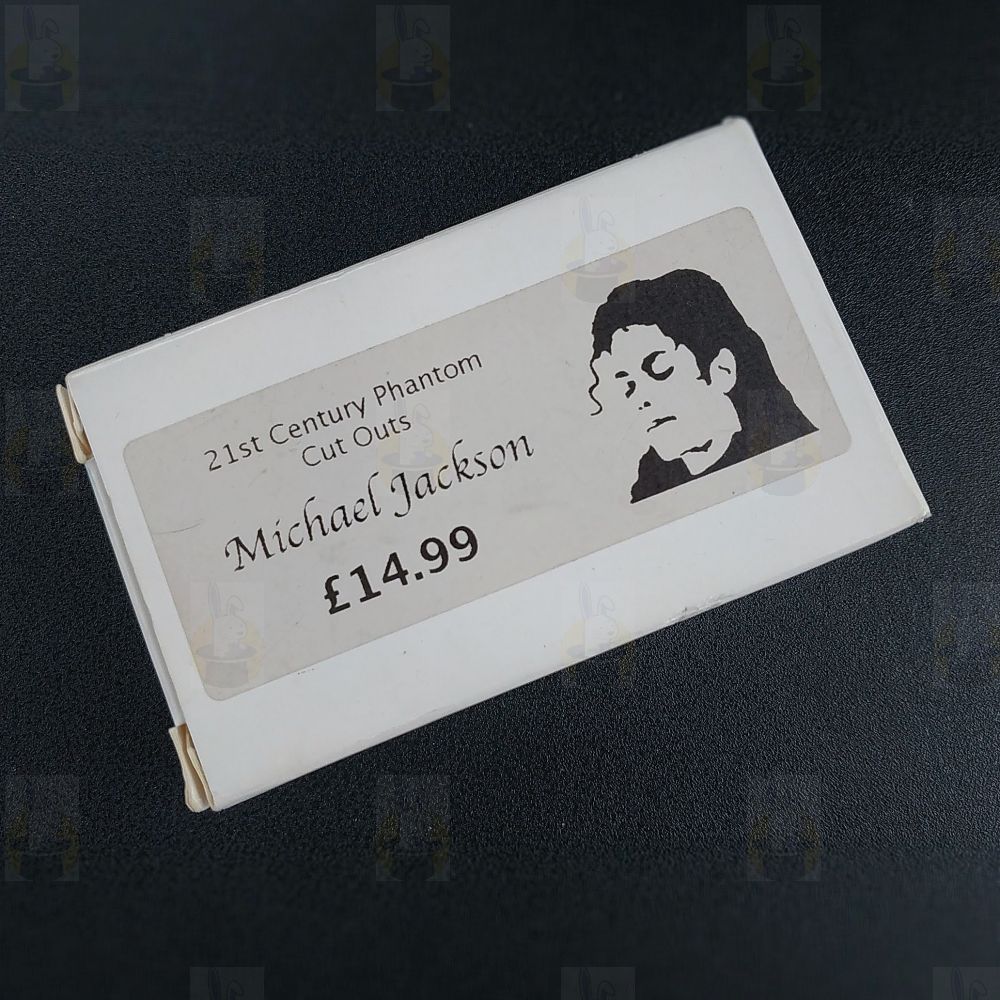 21st Century Phantom
Cut Outs
Michael Jackson
£14.99